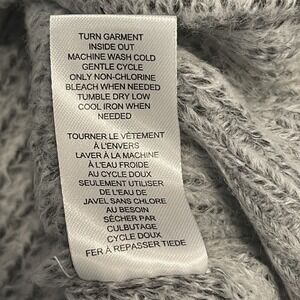 TURN GARMENT
INSIDE OUT
MACHINE WASH COLD
GENTLE CYCLE
ONLY NON-CHLORINE
BLEACH WHEN NEEDED
TUMBLE DRY LOW
COOL IRON WHEN
NEEDED
TOURNER LE VÊTEMENT
À L'ENVERS
LAVER À LA MACHINE
À L'EAU FROIDE
AU CYCLE DOUX
SEULEMENT UTILISER
DE L'EAU DE
JAVEL SANS CHLORE
AU BESOIN
SÉCHER PAR
CULBUTAGE
CYCLE DOUX
FER À REPASSER TIEDE